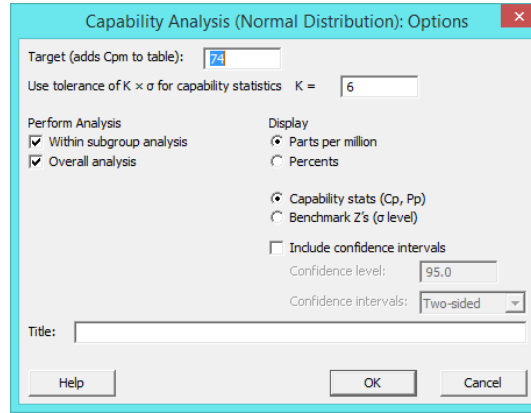 Capability Analysis (Normal Distribution): Options
Target (adds Cpm to table): 74
Use tolerance of K × σ for capability statistics K = 6
Perform Analysis
Within subgroup analysis
Overall analysis
Display
Parts per million
Percents
Capability stats (Cp, Pp)
Benchmark Z's (σ level)
Include confidence intervals
Confidence level: 95.0
Confidence intervals: Two-sided
Title:
Help
OK
Cancel